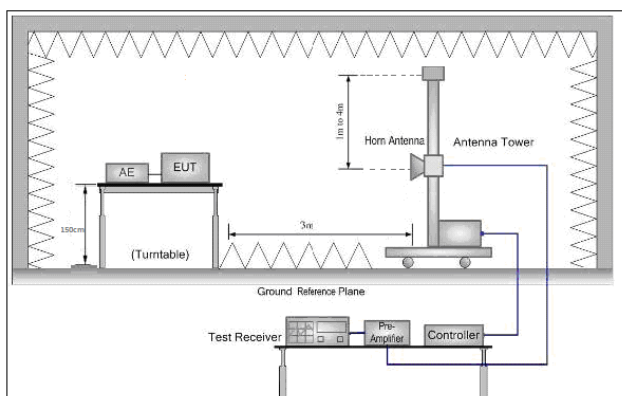 1m to 4m
Horn Antenna
Antenna Tower
AE
EUT
150cm
(Turntable)
3m
Ground Reference Plane
Test Receiver
Pre-
Amplifier
Controller